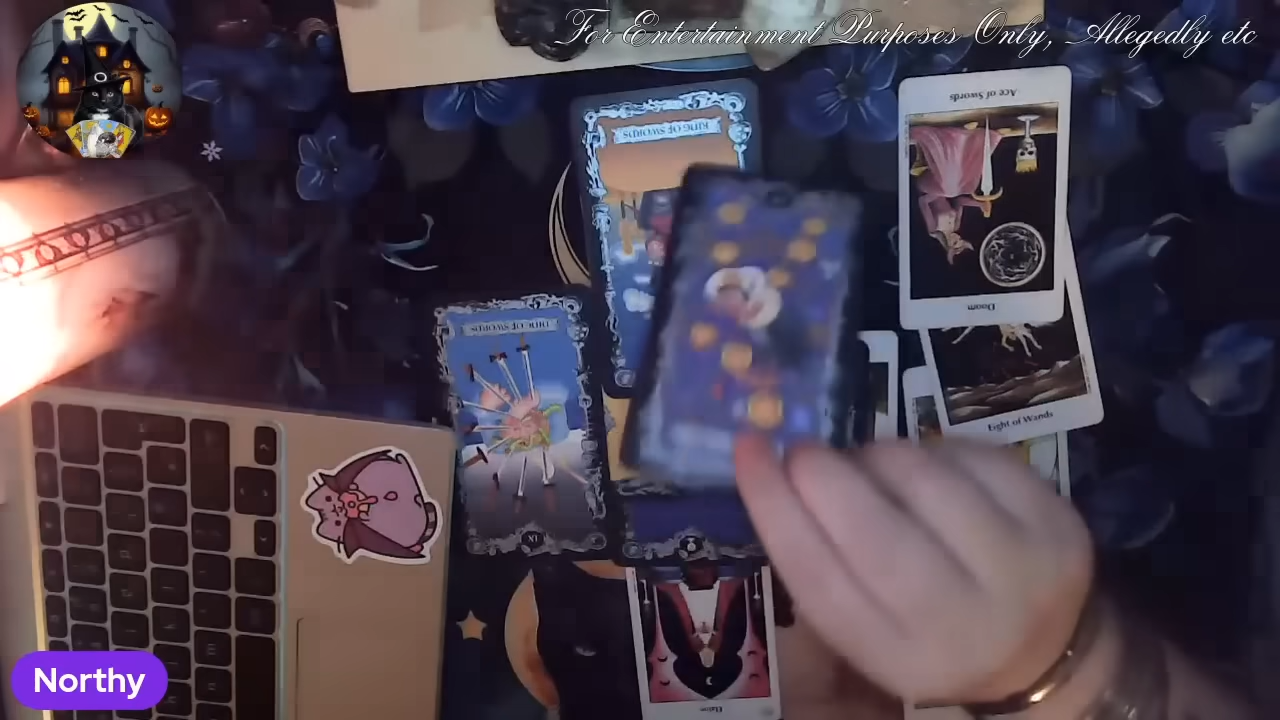 For Entertainment Purposes Only, Allegedly etc
KING OF SWORDS
Ace of Swords
Doom
Eight of Wands
Northy